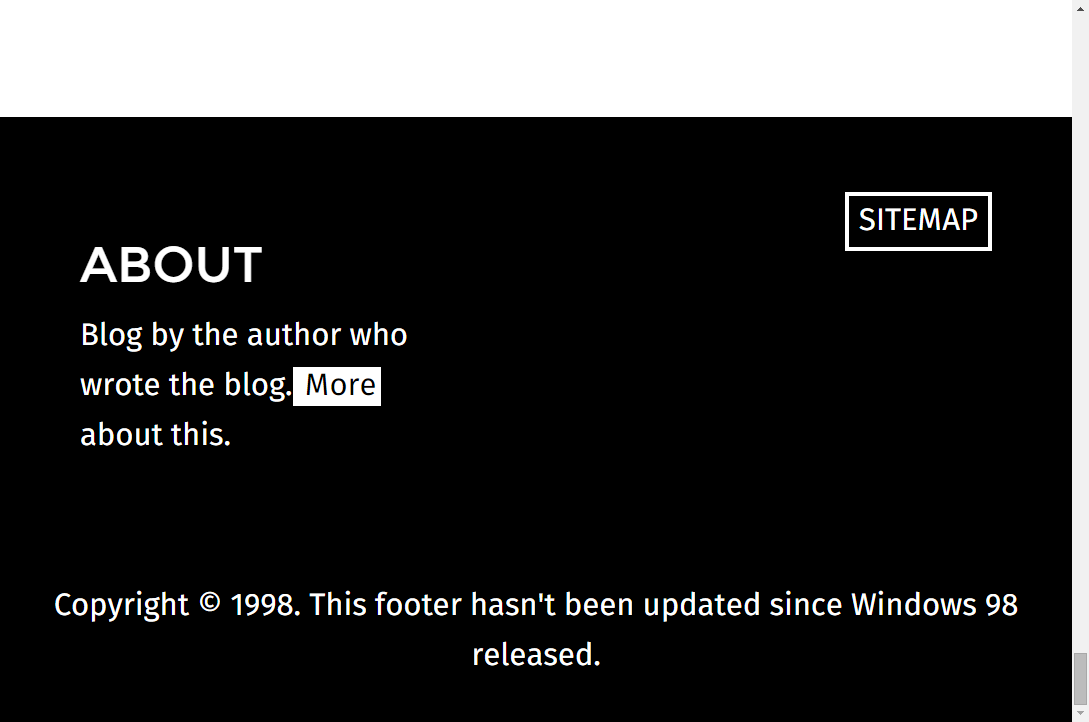 SITEMAP
ABOUT
Blog by the author who
wrote the blog. More
about this.
Copyright © 1998. This footer hasn't been updated since Windows 98
released.